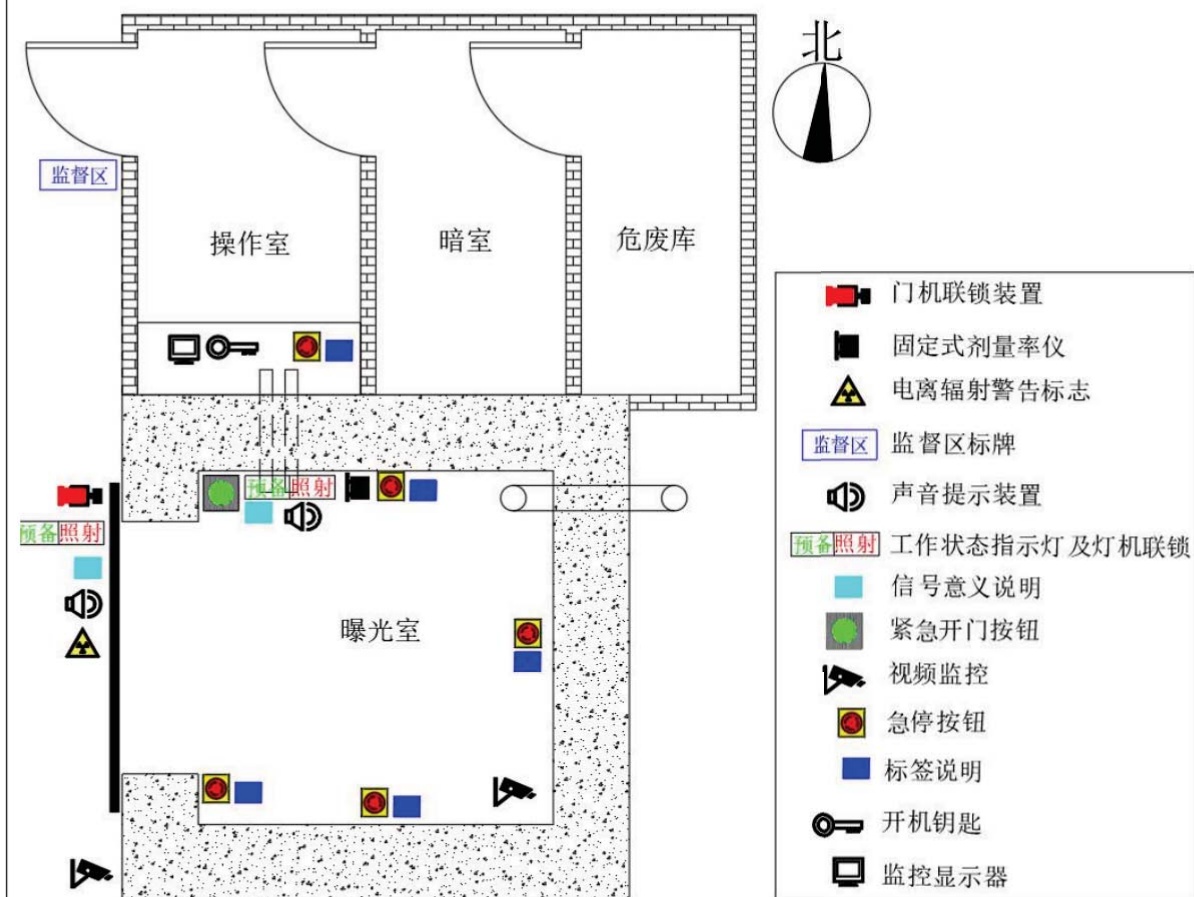 北
监督区
操作室
暗室
危废库
预备照射
预备照射
曝光室
门机联锁装置
固定式剂量率仪
电离辐射警告标志
监督区 监督区标牌
声音提示装置
预备照射 工作状态指示灯及灯机联锁
信号意义说明
紧急开门按钮
视频监控
急停按钮
标签说明
开机钥匙
监控显示器